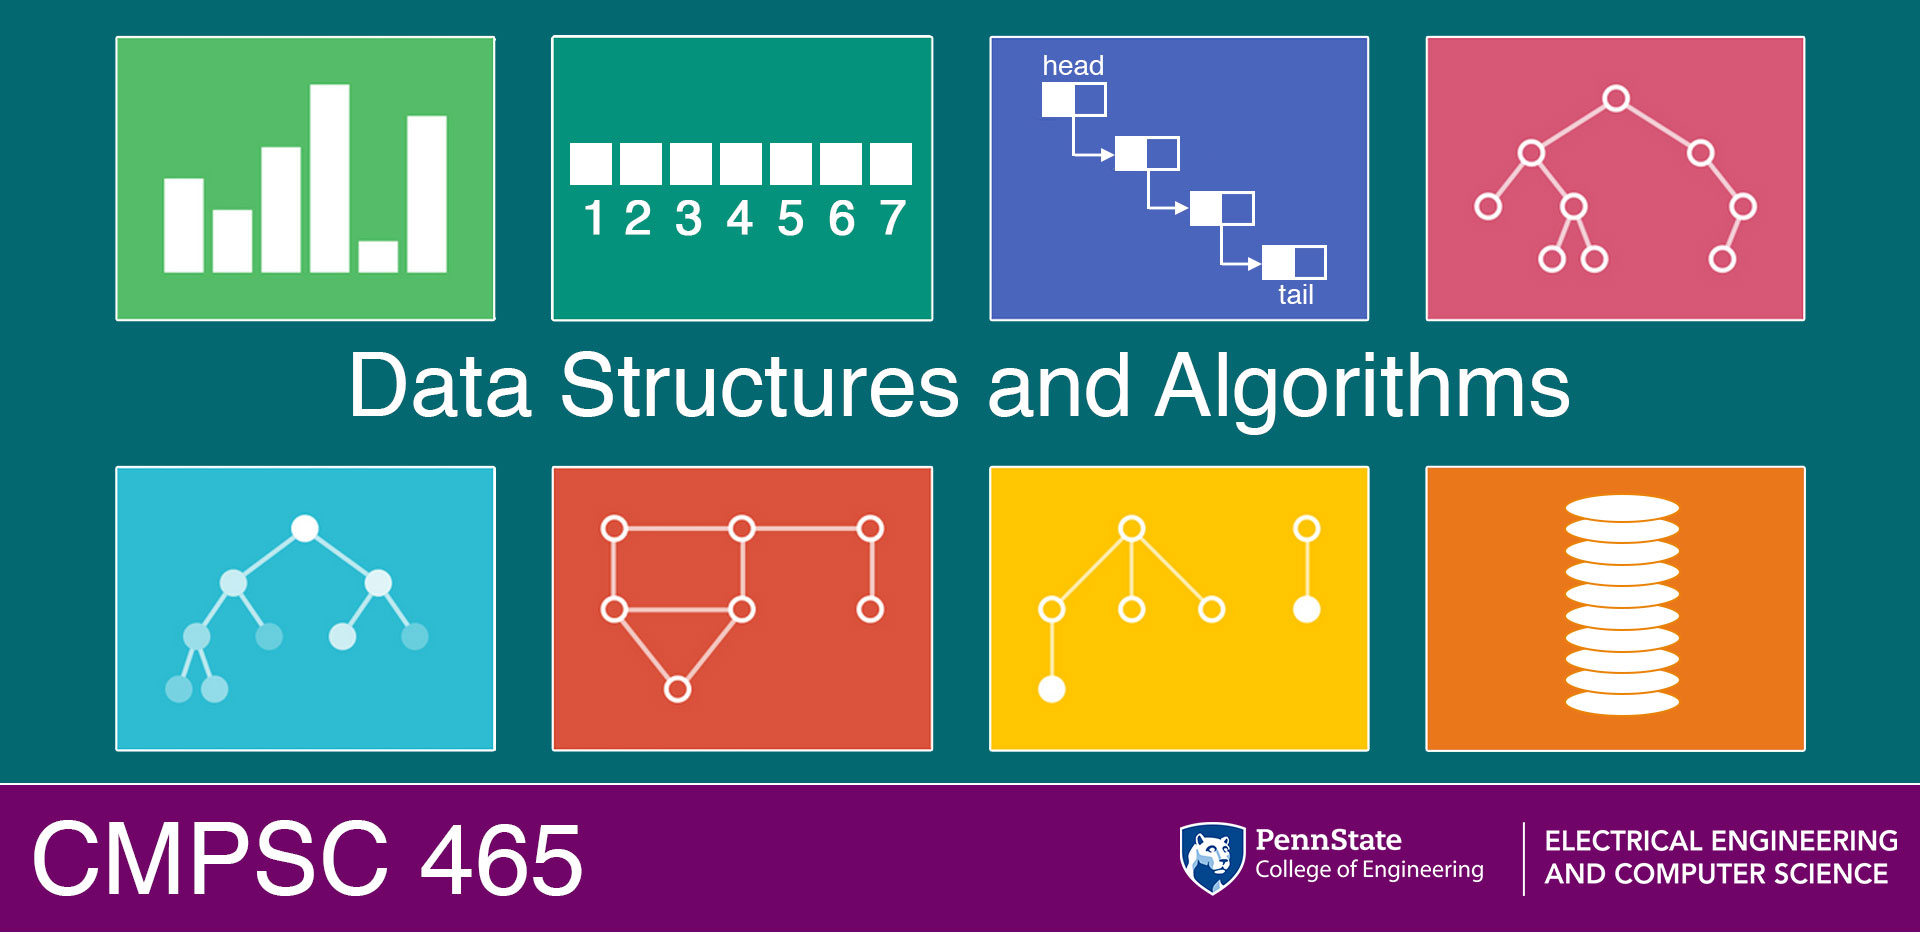 head
1 2 3 4 5 6 7
tail
Data Structures and Algorithms
CMPSC 465
PennState
College of Engineering
ELECTRICAL ENGINEERING
AND COMPUTER SCIENCE